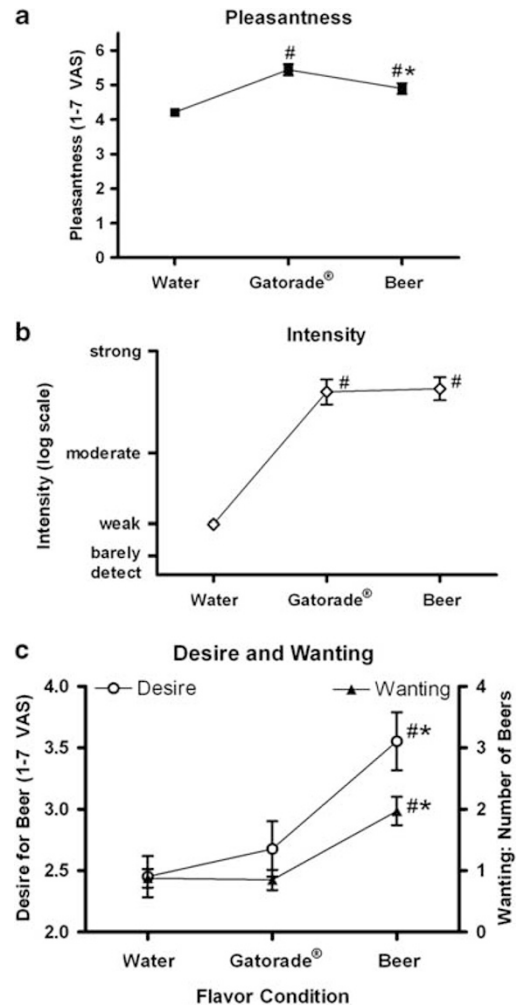 a
Pleasantness
Pleasantness (1-7 VAS)
6
5
4
3
2
1
0
#
#*
Water
Gatorade®
Beer
b
Intensity
Intensity (log scale)
strong
moderate
weak
barely
detect
#
#
Water
Gatorade®
Beer
c
Desire and Wanting
Desire for Beer (1-7 VAS)
4.0
3.5
3.0
2.5
2.0
Desire
Wanting
#*
#*
4
3
2
1
0
Wanting: Number of Beers
Water
Gatorade®
Beer
Flavor Condition